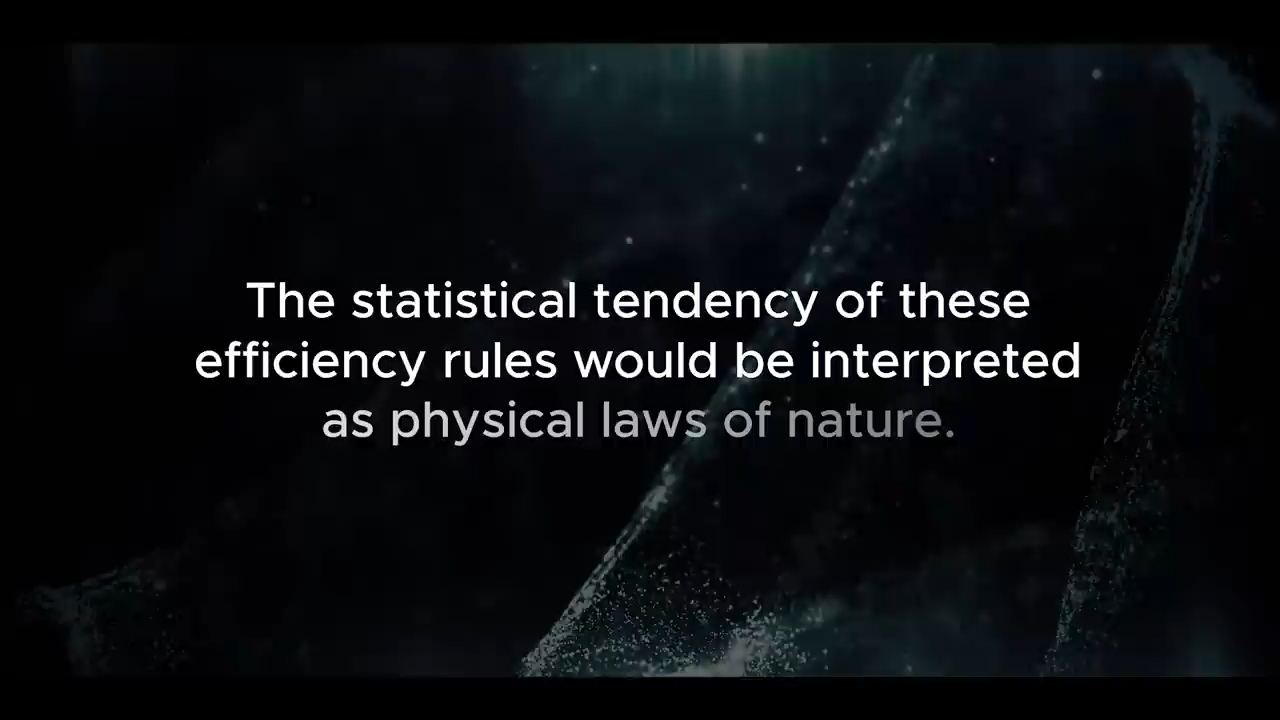 The statistical tendency of these
efficiency rules would be interpreted
as physical laws of nature.